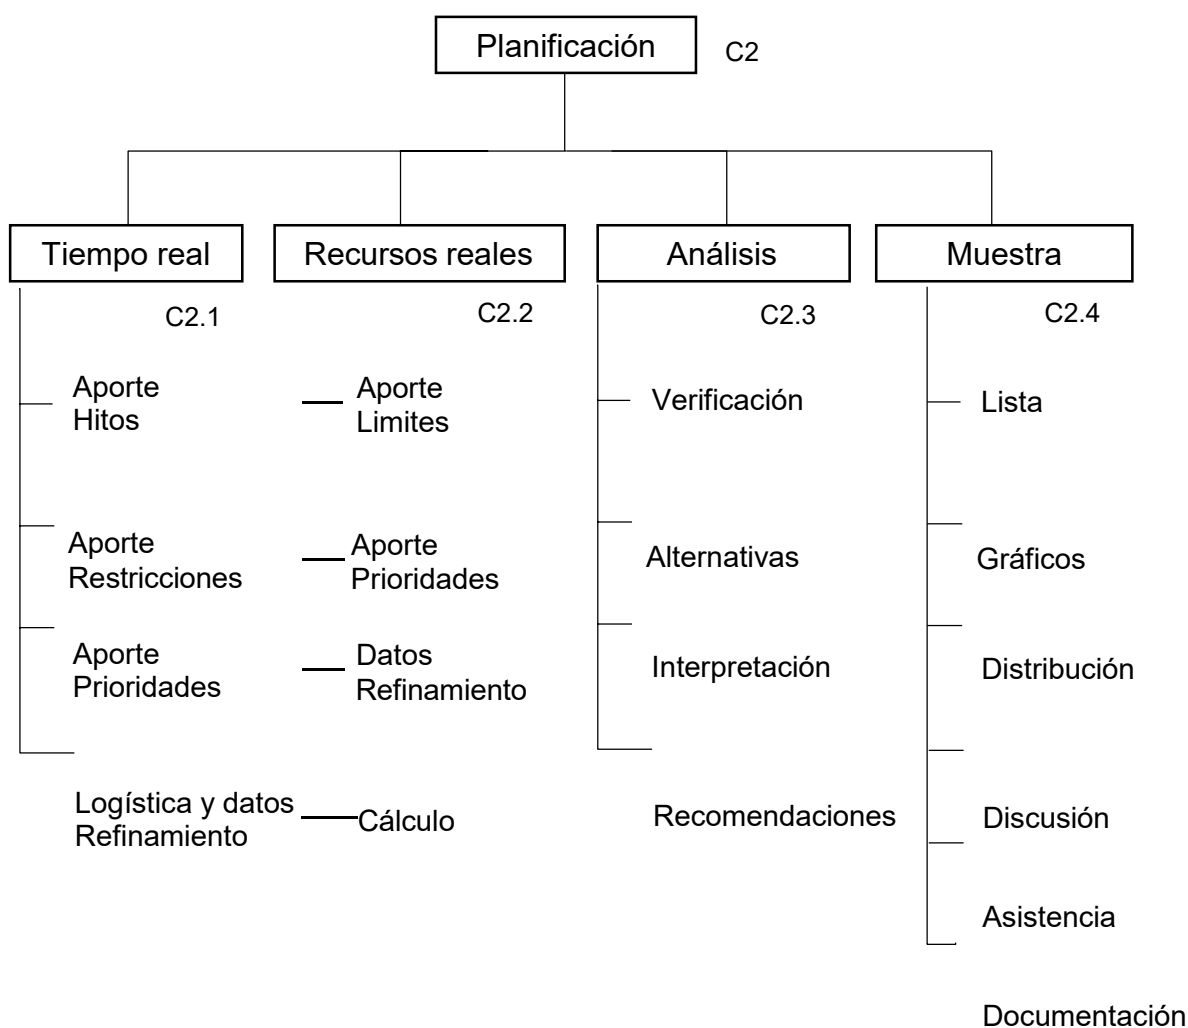 Planificación
C2
Tiempo real
Recursos reales
Análisis
Muestra
C2.1
C2.2
C2.3
C2.4
Aporte
Hitos
Aporte
Restricciones
Aporte
Prioridades
Logística y datos
Refinamiento
Aporte
Limites
Aporte
Prioridades
Datos
Refinamiento
Cálculo
Verificación
Alternativas
Interpretación
Recomendaciones
Lista
Gráficos
Distribución
Discusión
Asistencia
Documentación